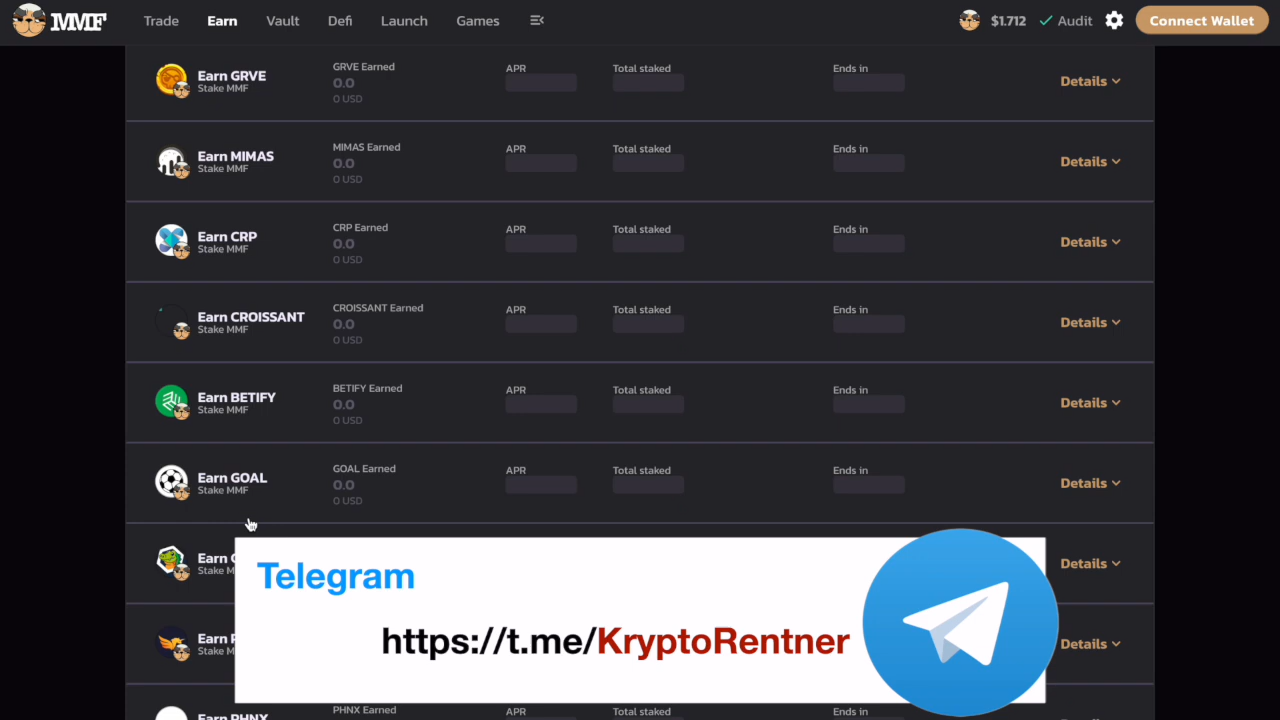 MMF Trade Earn Vault Defi Launch Games $1.712 Audit Connect Wallet
Earn GRVE
Stake MMF
GRVE Earned
0.0
0 USD
APR
Total staked
Ends in
Details
Earn MIMAS
Stake MMF
MIMAS Earned
0.0
0 USD
APR
Total staked
Ends in
Details
Earn CRP
Stake MMF
CRP Earned
0.0
0 USD
APR
Total staked
Ends in
Details
Earn CROISSANT
Stake MMF
CROISSANT Earned
0.0
0 USD
APR
Total staked
Ends in
Details
Earn BETIFY
Stake MMF
BETIFY Earned
0.0
0 USD
APR
Total staked
Ends in
Details
Earn GOAL
Stake MMF
GOAL Earned
0.0
0 USD
APR
Total staked
Ends in
Details
Earn
Stake
Details
Earn
Stake
Details
Telegram
https://t.me/KryptoRentner
Earn PHNX
PHNX Earned
APR
Total staked
Ends in